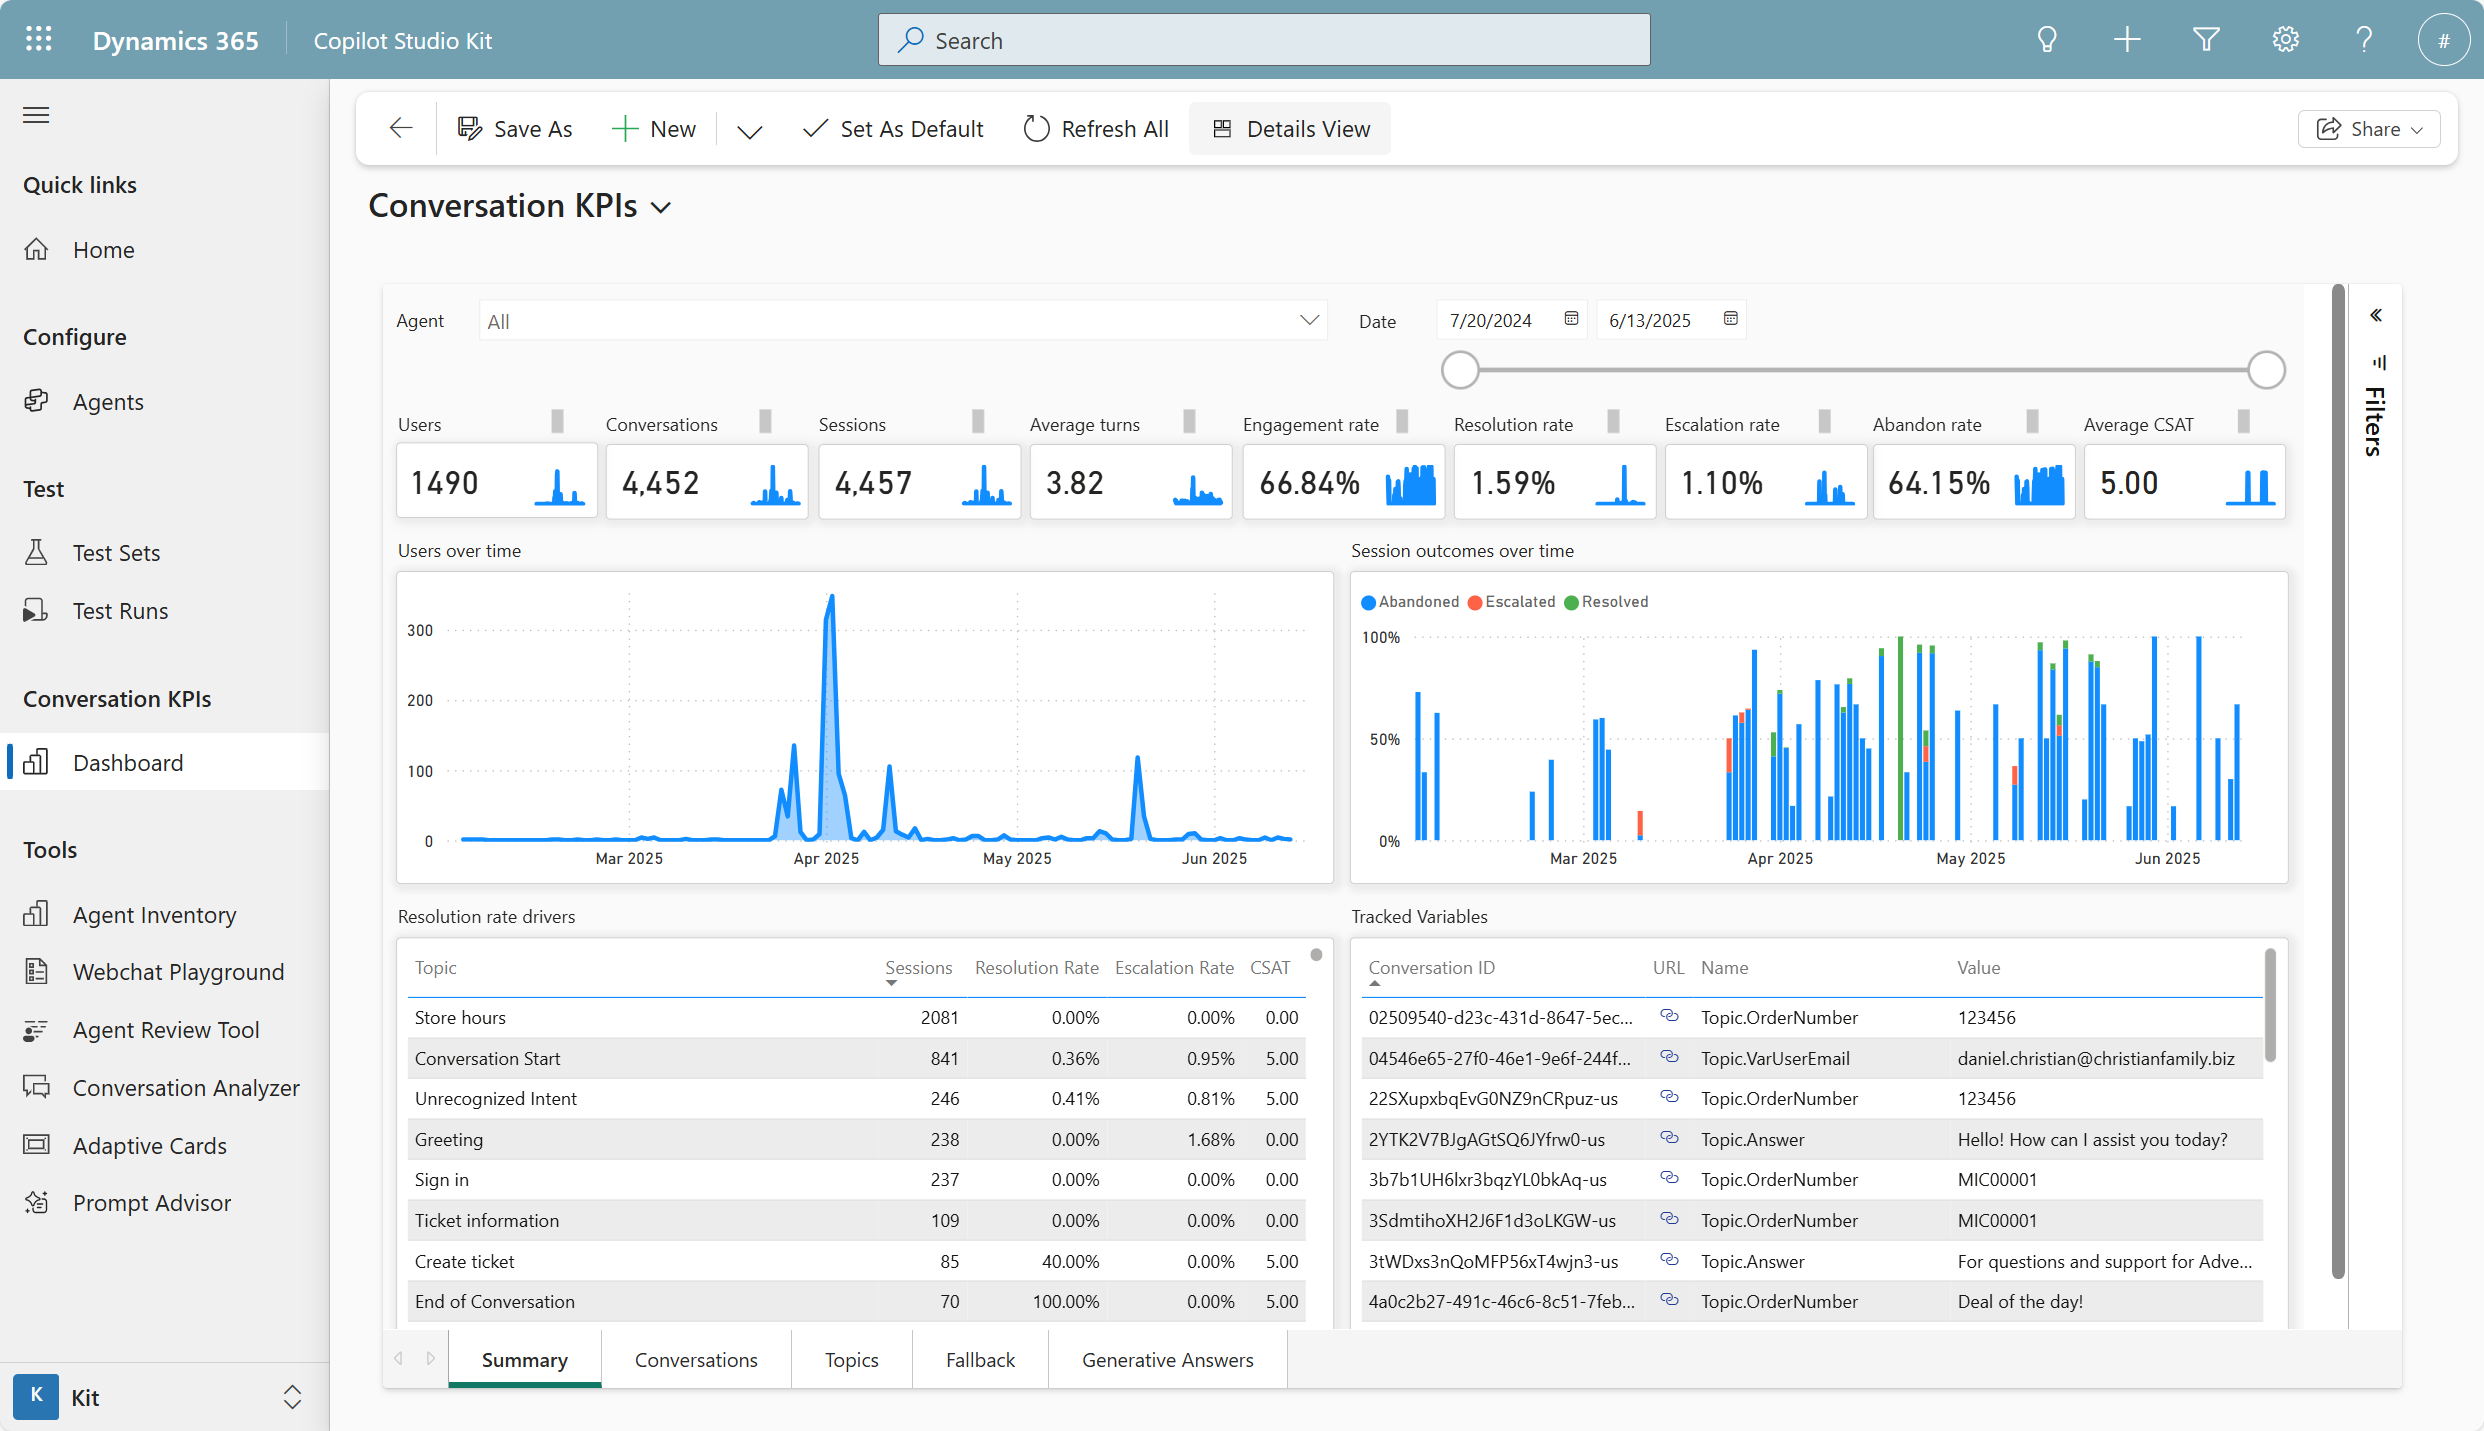 Dynamics 365
Copilot Studio Kit
Search
#
Save As
New
Set As Default
Refresh All
Details View
Share
Quick links
Home
Configure
Agents
Test
Test Sets
Test Runs
Conversation KPIs
Dashboard
Tools
Agent Inventory
Webchat Playground
Agent Review Tool
Conversation Analyzer
Adaptive Cards
Prompt Advisor
K Kit
Conversation KPIs
Agent All Date 7/20/2024 6/13/2025
Filters
Users Conversations Sessions Average turns Engagement rate Resolution rate Escalation rate Abandon rate Average CSAT
1490 4,452 4,457 3.82 66.84% 1.59% 1.10% 64.15% 5.00
Users over time
300
200
100
0
Mar 2025 Apr 2025 May 2025 Jun 2025
Session outcomes over time
Abandoned Escalated Resolved
100%
50%
0%
Mar 2025 Apr 2025 May 2025 Jun 2025
Resolution rate drivers
Topic Sessions Resolution Rate Escalation Rate CSAT
Store hours 2081 0.00% 0.00% 0.00
Conversation Start 841 0.36% 0.95% 5.00
Unrecognized Intent 246 0.41% 0.81% 5.00
Greeting 238 0.00% 1.68% 0.00
Sign in 237 0.00% 0.00% 0.00
Ticket information 109 0.00% 0.00% 0.00
Create ticket 85 40.00% 0.00% 5.00
End of Conversation 70 100.00% 0.00% 5.00
Tracked Variables
Conversation ID URL Name Value
02509540-d23c-431d-8647-5ec... Topic.OrderNumber 123456
04546e65-27f0-46e1-9e6f-244f... Topic.VarUserEmail daniel.christian@christianfamily.biz
22SXupxbqEvG0NZ9nCRpuz-us Topic.OrderNumber 123456
2YTK2V7BJgAGtSQ6JYfrw0-us Topic.Answer Hello! How can I assist you today?
3b7b1UH6lxr3bqzYL0bkAq-us Topic.OrderNumber MIC00001
3SdmtihoXH2J6F1d3oLKGW-us Topic.OrderNumber MIC00001
3tWDxs3nQoMFP56xT4wjn3-us Topic.Answer For questions and support for Adve...
4a0c2b27-491c-46c6-8c51-7feb... Topic.OrderNumber Deal of the day!
Summary Conversations Topics Fallback Generative Answers